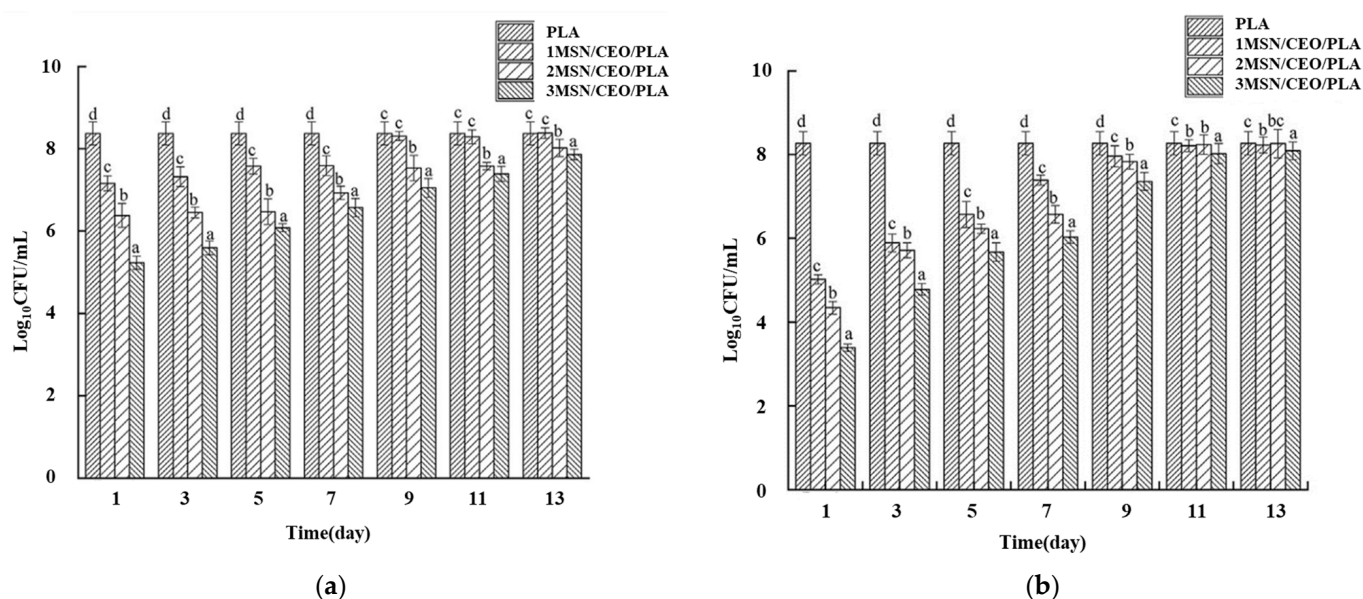 PLA
1MSN/CEO/PLA
2MSN/CEO/PLA
3MSN/CEO/PLA
10
8
6
4
2
0
Log₁₀CFU/mL
d c b a
d c b a
d c b a
d c b a
c c b a
c c b a
c c b a
1 3 5 7 9 11 13
Time(day)
(a)
PLA
1MSN/CEO/PLA
2MSN/CEO/PLA
3MSN/CEO/PLA
10
8
6
4
2
0
Log₁₀CFU/mL
d c b a
d c b a
d c b a
d c b a
d c b a
c b b a
c b bc a
1 3 5 7 9 11 13
Time(day)
(b)